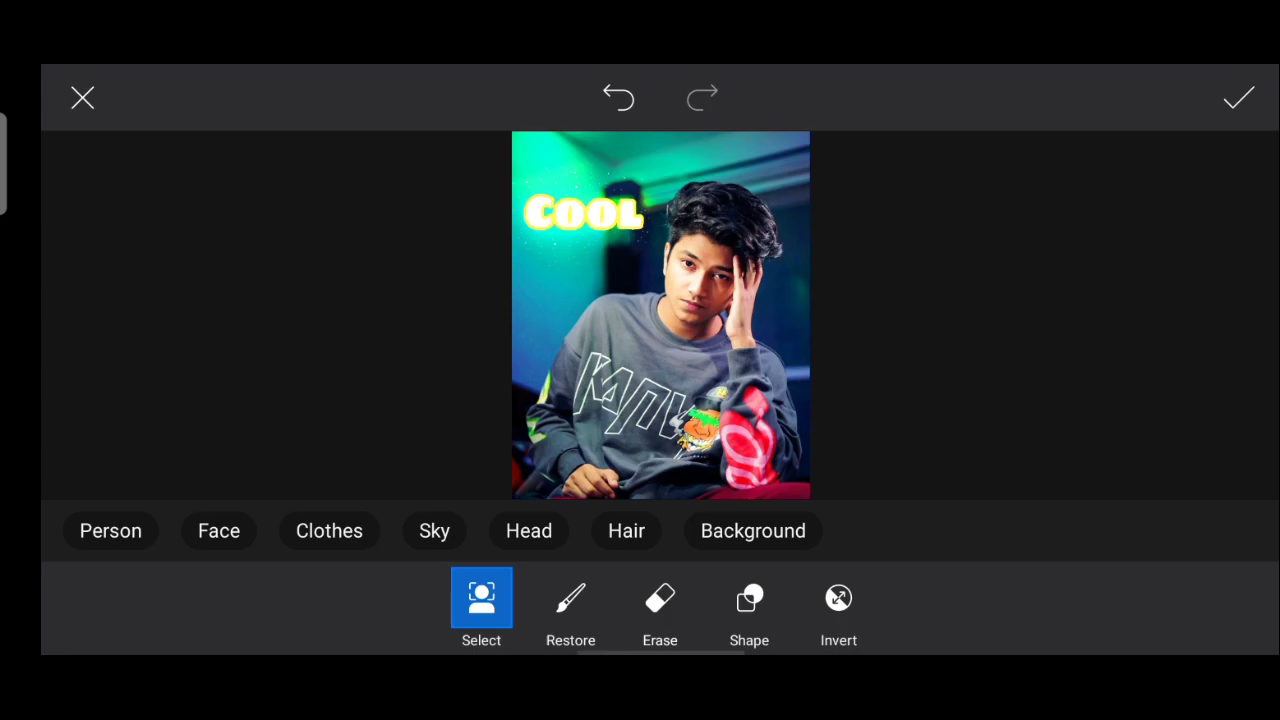 COOL
Person Face Clothes Sky Head Hair Background
Select Restore Erase Shape Invert